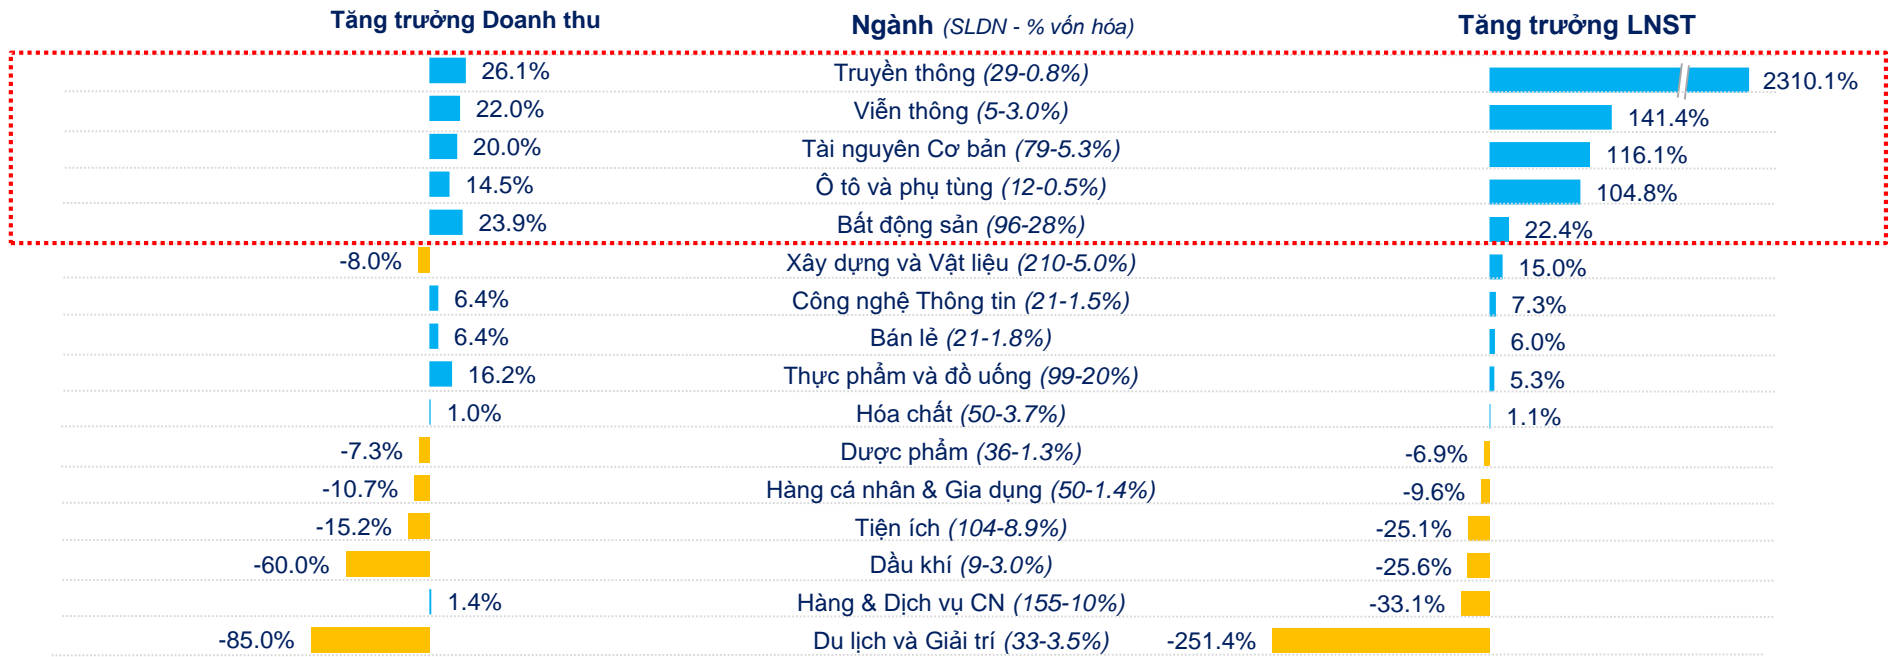 Tăng trưởng Doanh thu Ngành (SLDN - % vốn hóa) Tăng trưởng LNST
26.1% Truyền thông (29-0.8%) 2310.1%
22.0% Viễn thông (5-3.0%) 141.4%
20.0% Tài nguyên Cơ bản (79-5.3%) 116.1%
14.5% Ô tô và phụ tùng (12-0.5%) 104.8%
23.9% Bất động sản (96-28%) 22.4%
-8.0% Xây dựng và Vật liệu (210-5.0%) 15.0%
6.4% Công nghệ Thông tin (21-1.5%) 7.3%
6.4% Bán lẻ (21-1.8%) 6.0%
16.2% Thực phẩm và đồ uống (99-20%) 5.3%
1.0% Hóa chất (50-3.7%) 1.1%
-7.3% Dược phẩm (36-1.3%) -6.9%
-10.7% Hàng cá nhân & Gia dụng (50-1.4%) -9.6%
-15.2% Tiện ích (104-8.9%) -25.1%
-60.0% Dầu khí (9-3.0%) -25.6%
1.4% Hàng & Dịch vụ CN (155-10%) -33.1%
-85.0% Du lịch và Giải trí (33-3.5%) -251.4%